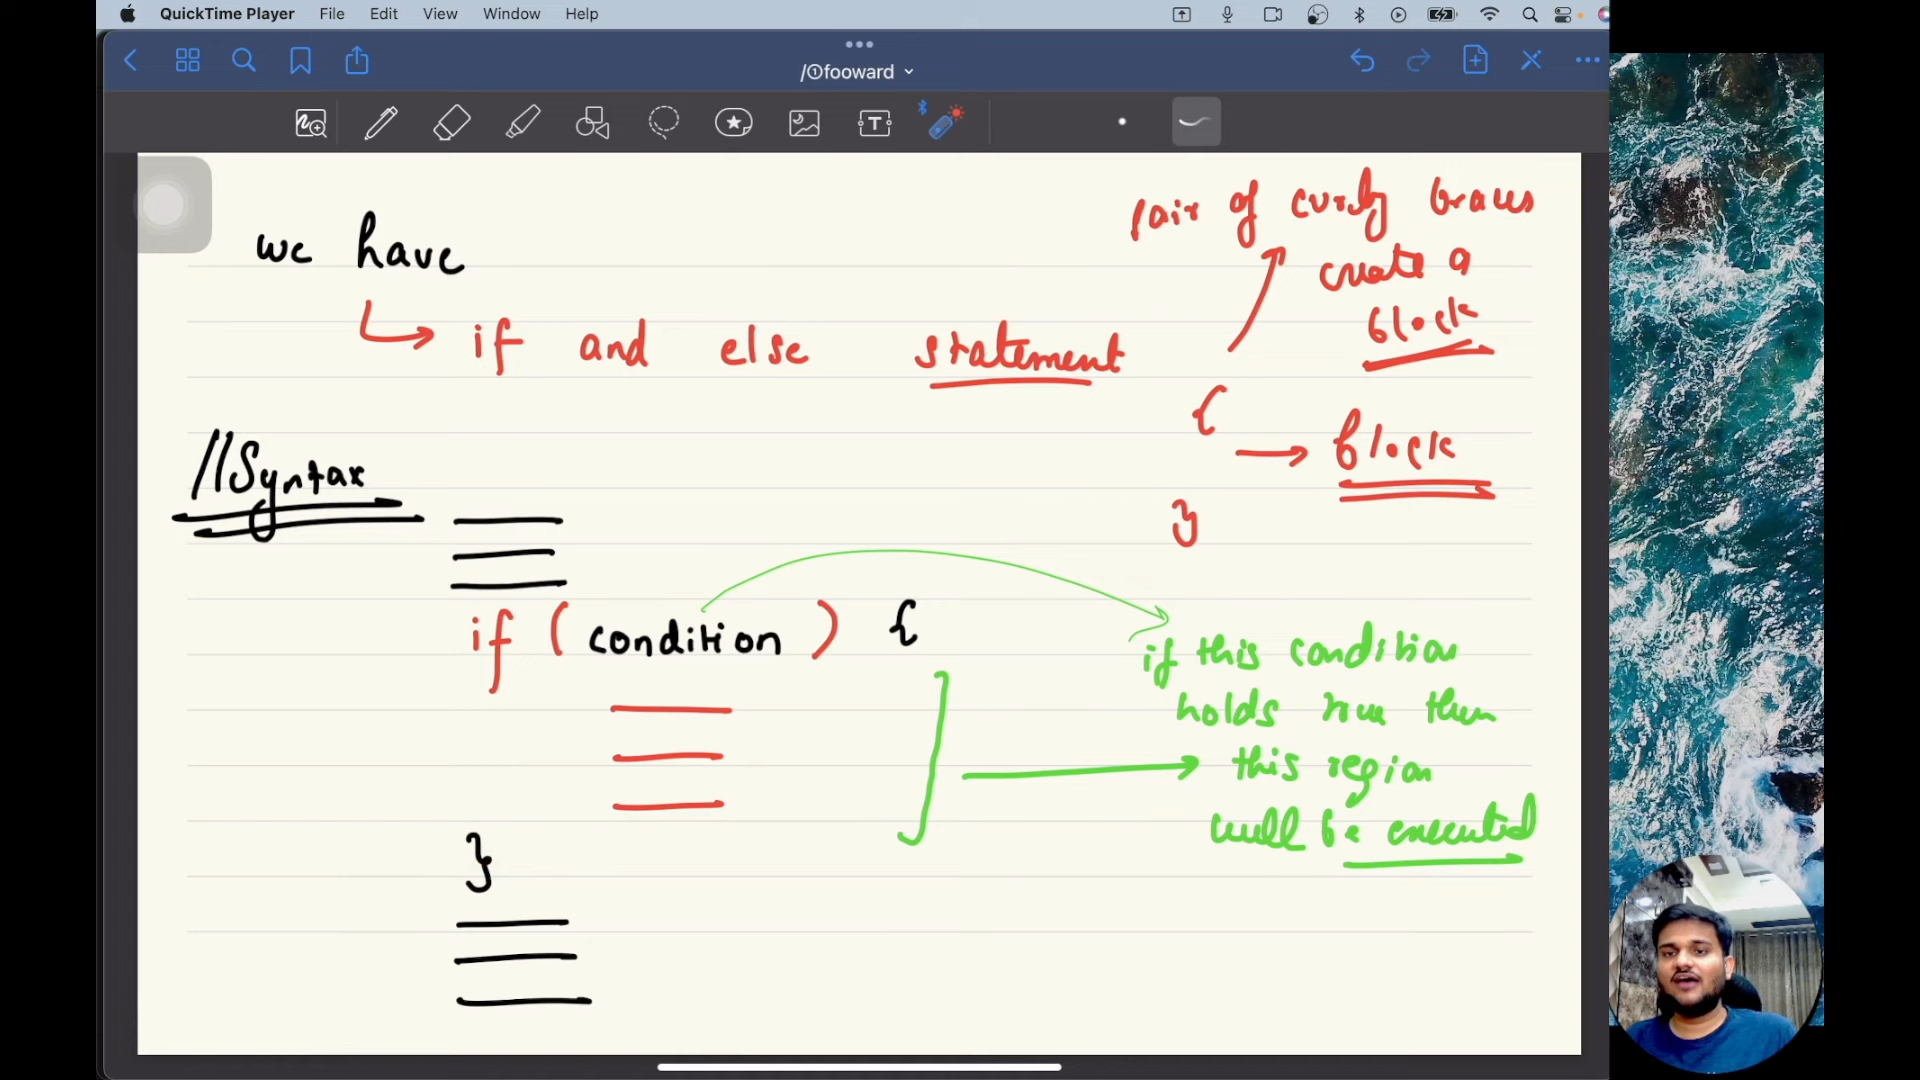 QuickTime Player File Edit View Window Help
/①fooward
we have
if and else statement
pair of curly braces
create a
block
{
block
}
//Syntax
if ( condition ) {
if this condition
holds true then
this region
will be executed
}